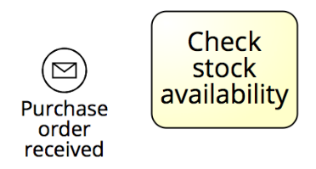 Purchase
order
received
Check
stock
availability